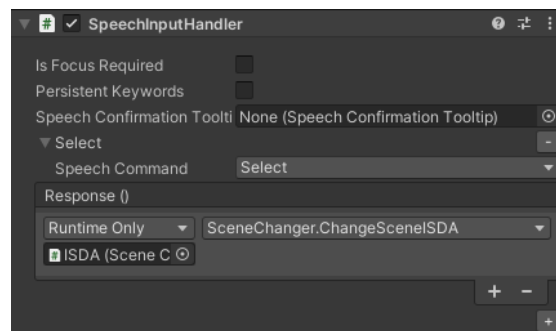 SpeechInputHandler
Is Focus Required
Persistent Keywords
Speech Confirmation Toolti None (Speech Confirmation Tooltip)
Select
Speech Command Select
Response ()
Runtime Only SceneChanger.ChangeSceneISDA
ISDA (Scene C